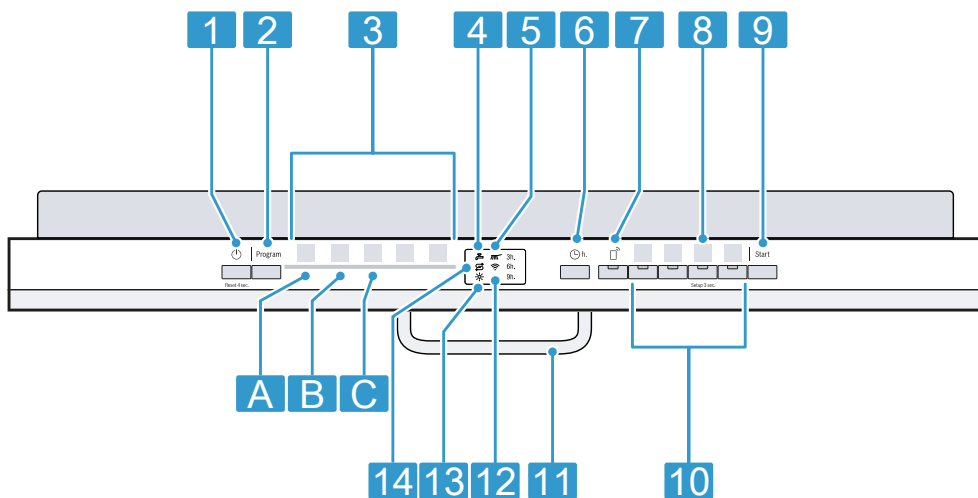 1 2 3 4 5 6 7 8 9
Program 3h. h. Start
6h.
9h.
Reset 4 sec. Setup 3 sec.
A B C
14 13 12 11 10